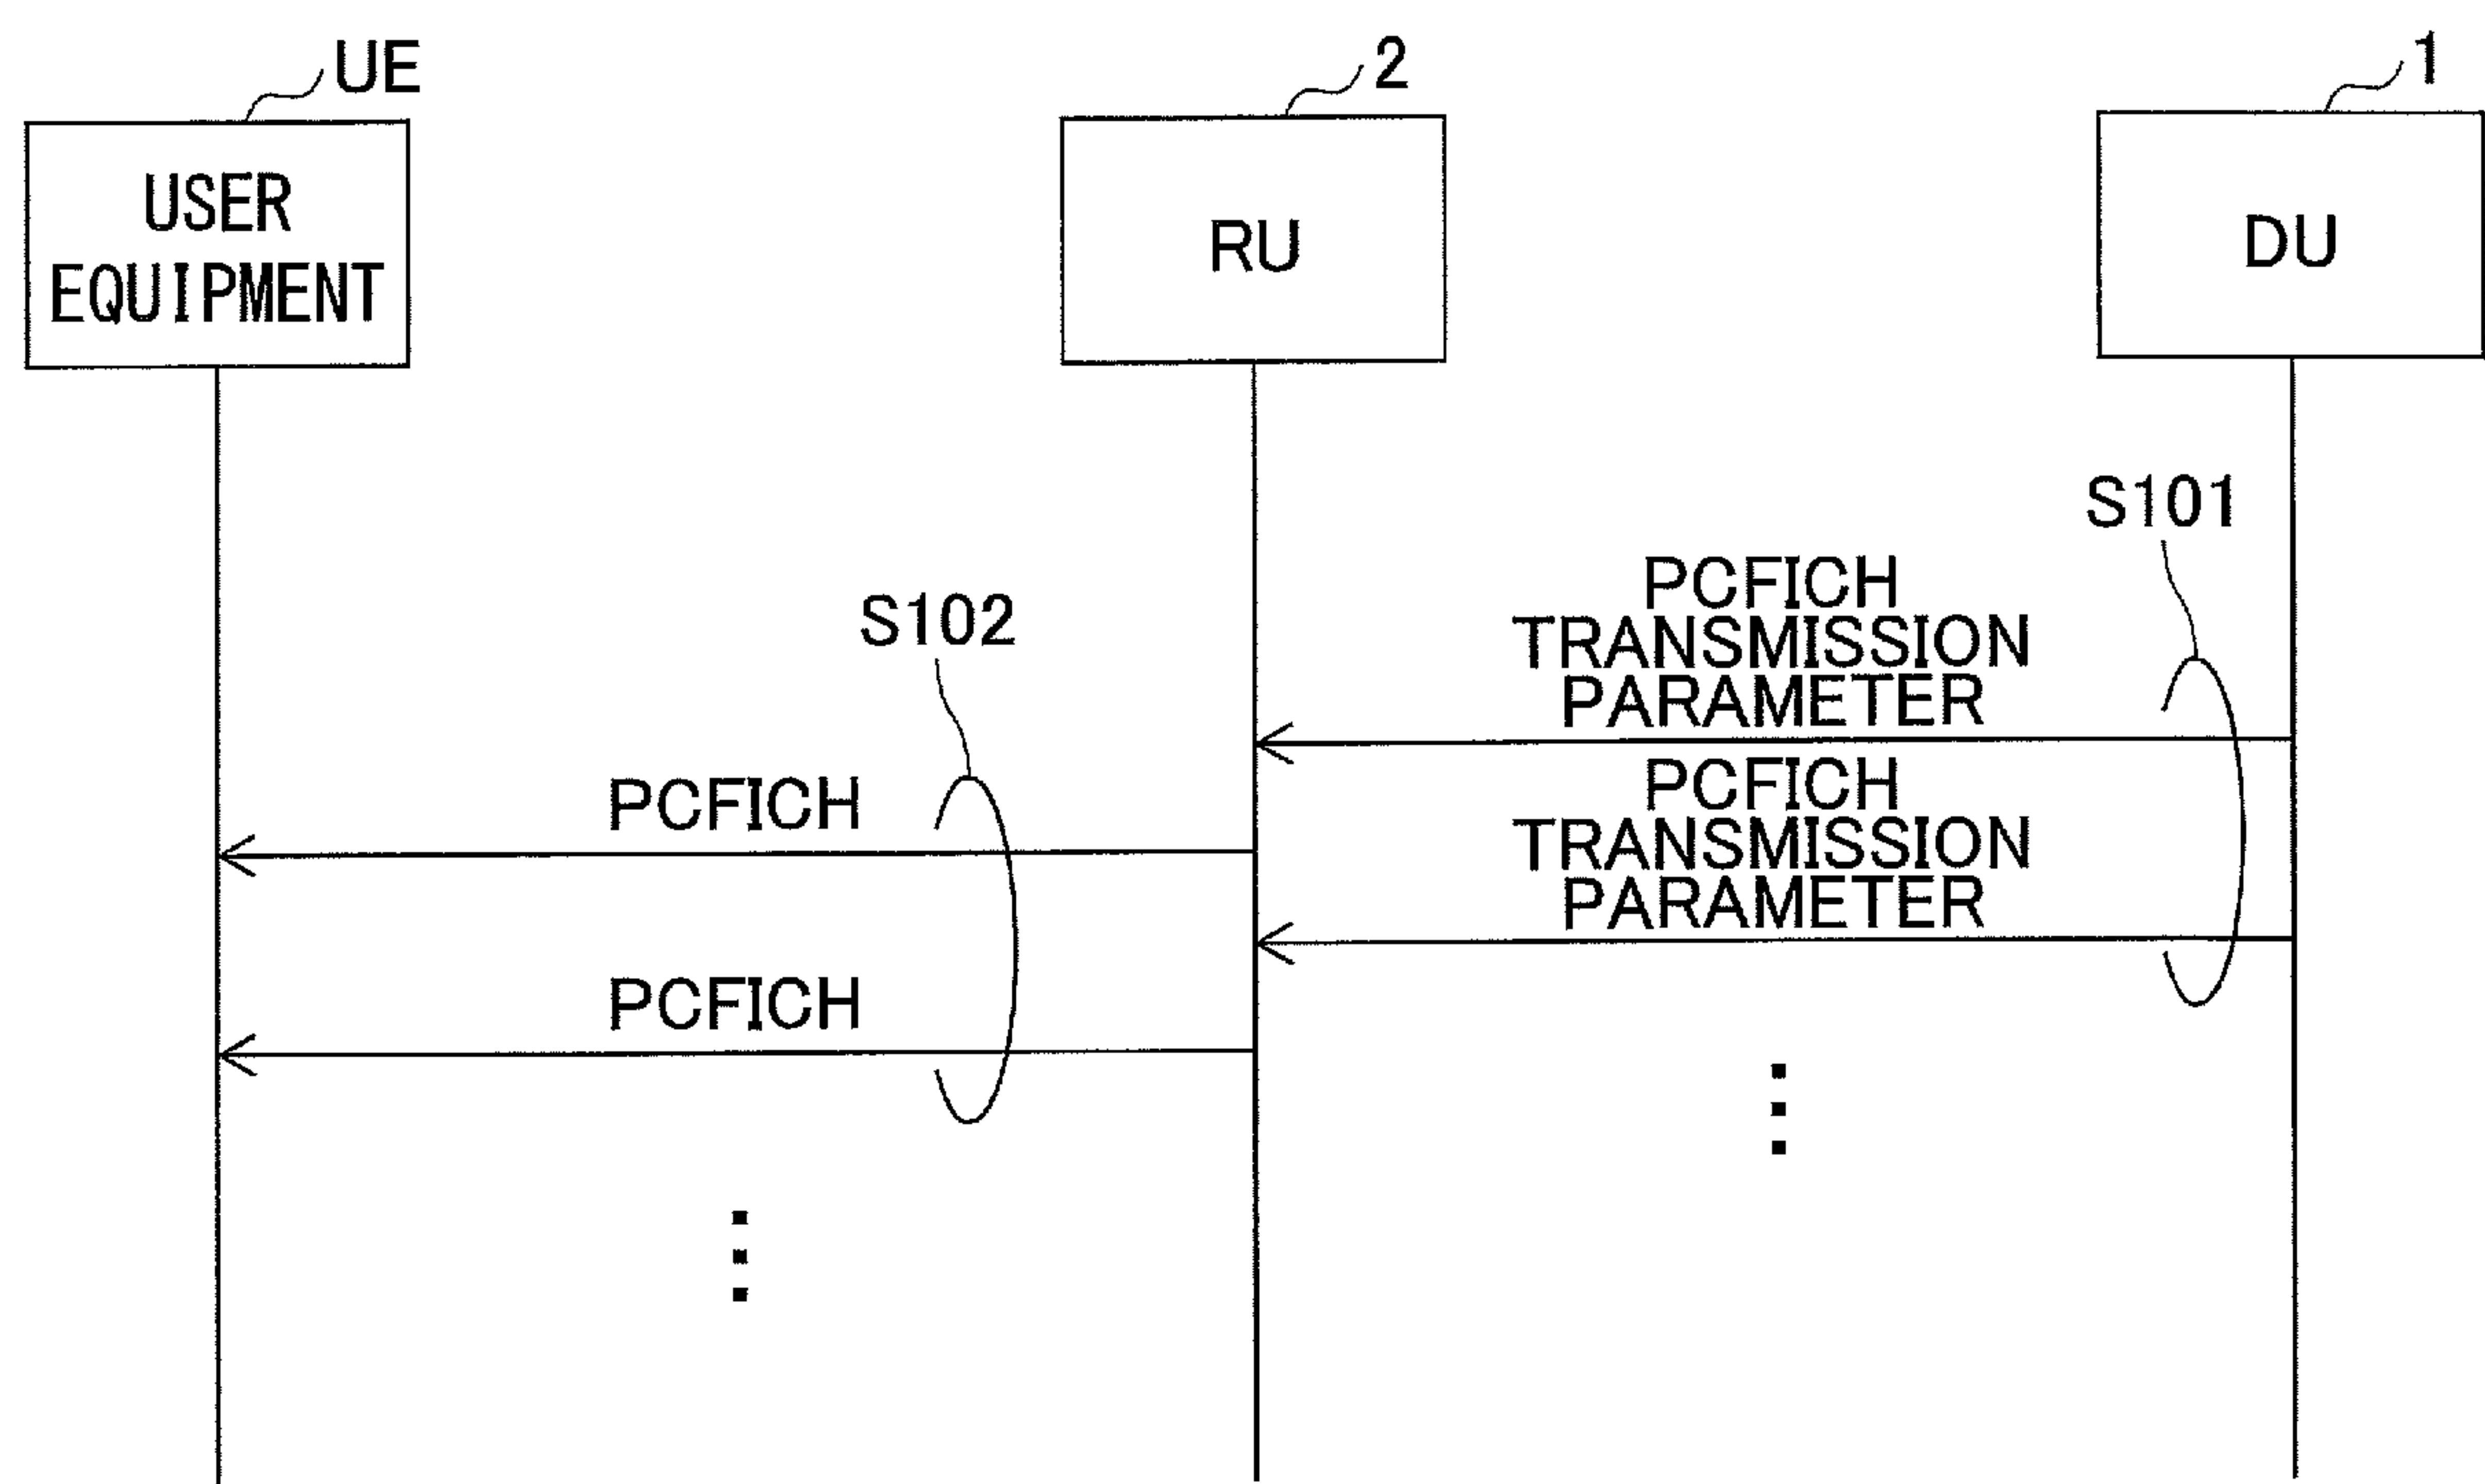 UE
2
1
USER
EQUIPMENT
RU
DU
S101
PCFICH
TRANSMISSION
PARAMETER
S102
PCFICH
PCFICH
TRANSMISSION
PARAMETER
PCFICH